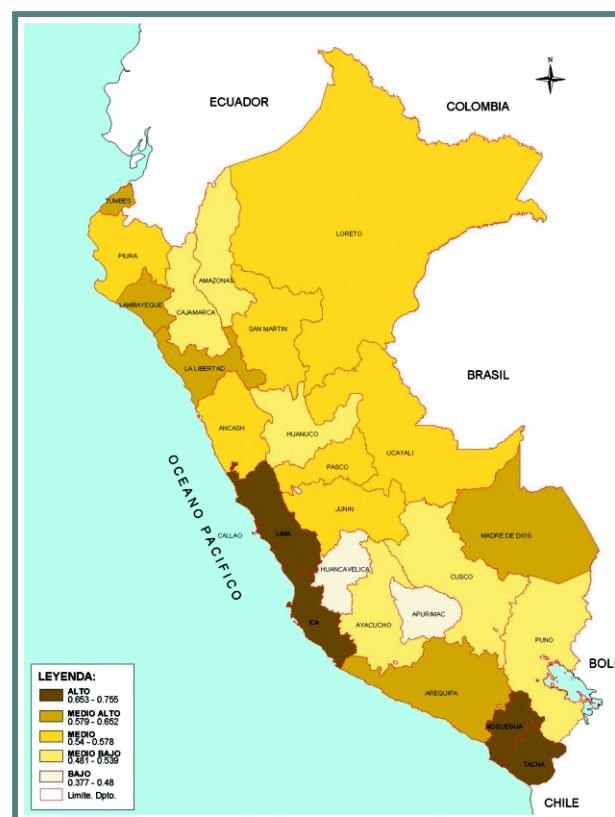 N
ECUADOR
COLOMBIA
TUMBES
LORETO
PIURA
AMAZONAS
LAMBAYEQUE
CAJAMARCA
SAN MARTIN
LA LIBERTAD
BRASIL
ANCASH
HUANUCO
UCAYALI
PASCO
OCEANO PACIFICO
JUNIN
CALLAO
LIMA
MADRE DE DIOS
HUANCAVELICA
CUSCO
ICA
AYACUCHO
APURIMAC
PUNO
BOLI
AREQUIPA
MOQUEGUA
TACNA
CHILE
LEYENDA:
ALTO
0.653 - 0.755
MEDIO ALTO
0.579 - 0.652
MEDIO
0.54 - 0.578
MEDIO BAJO
0.481 - 0.539
BAJO
0.377 - 0.48
Limite. Dpto.